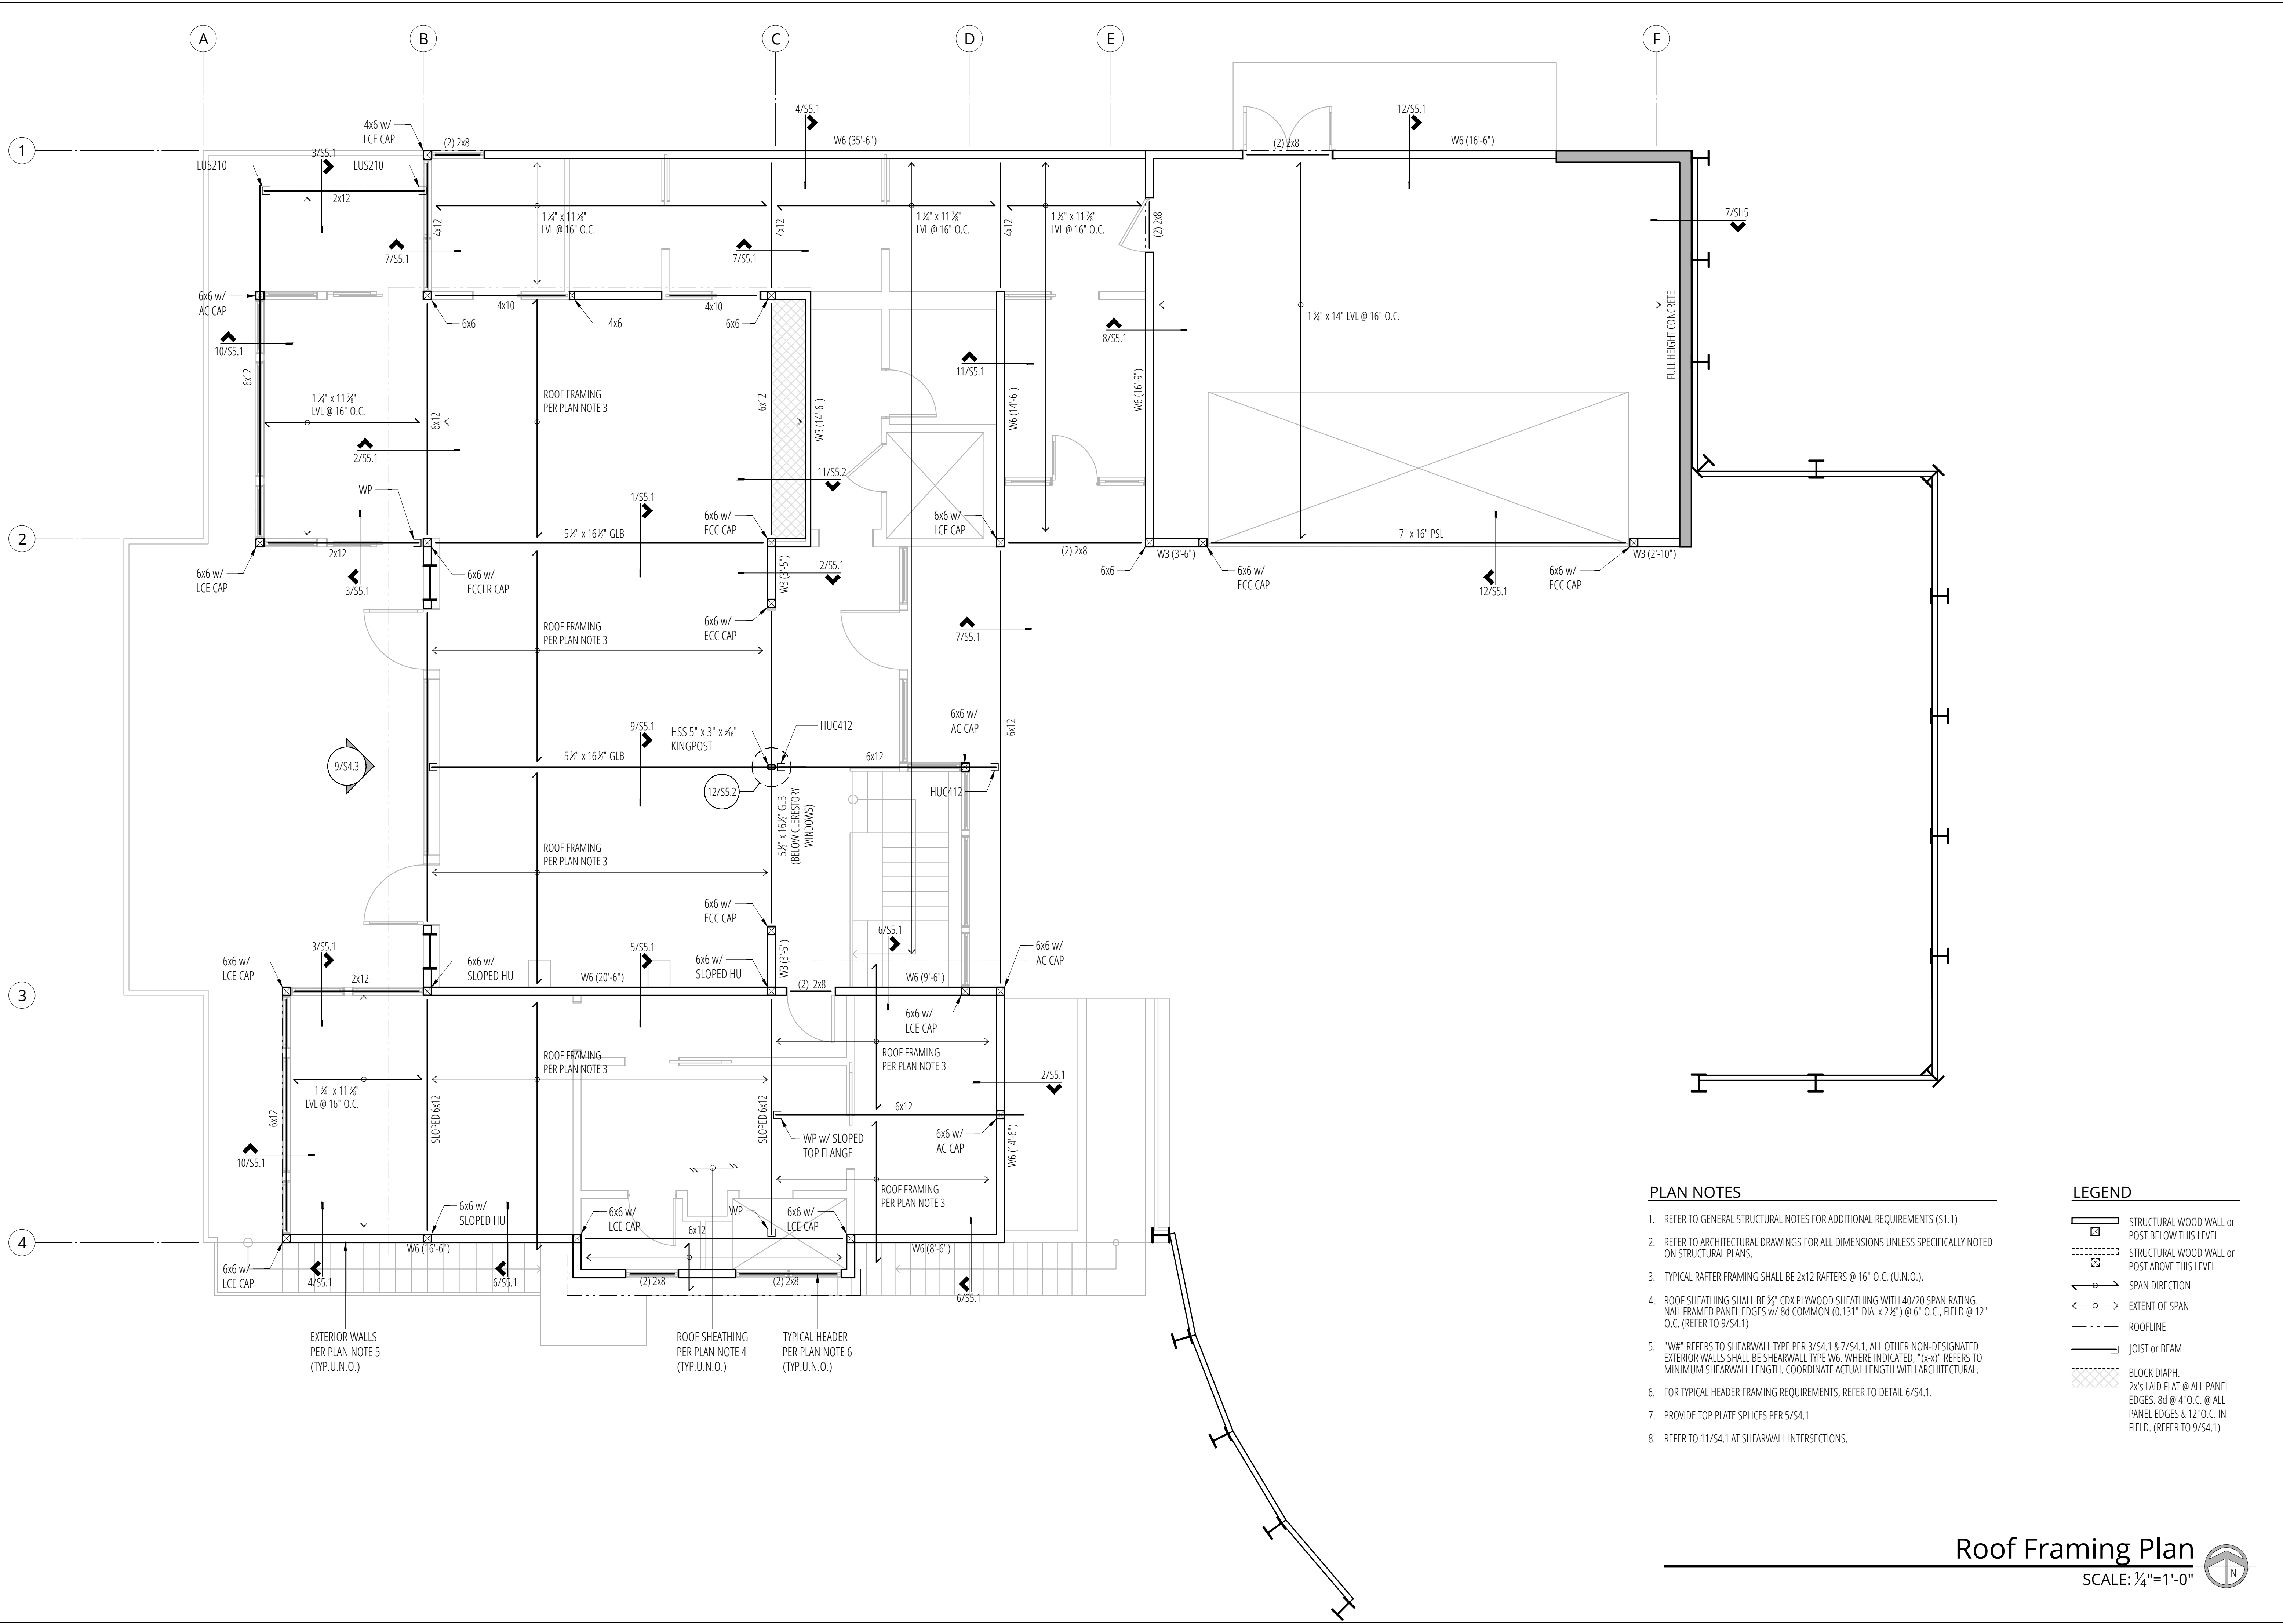 A
B
C
D
E
F
4/S5.1
12/S5.1
4x6 w/
LCE CAP
(2) 2x8
W6 (35'-6")
(2) 2x8
W6 (16'-6")
1
3/S5.1
LUS210
LUS210
2x12
4x12
1 ¾" x 11 ⅞"
LVL @ 16" O.C.
4x12
1 ¾" x 11 ⅞"
LVL @ 16" O.C.
4x12
1 ¾" x 11 ⅞"
LVL @ 16" O.C.
(2) 2x8
7/SH5
7/S5.1
7/S5.1
6x6 w/
AC CAP
4x10
4x10
6x6
4x6
6x6
10/S5.1
8/S5.1
11/S5.1
1 ¾" x 14" LVL @ 16" O.C.
FULL HEIGHT CONCRETE
6x12
1 ¾" x 11 ⅞"
LVL @ 16" O.C.
6x12
ROOF FRAMING
PER PLAN NOTE 3
6x12
W3 (14'-6")
W6 (14'-6")
W6 (16'-9")
2/S5.1
11/S5.2
WP
1/S5.1
6x6 w/
ECC CAP
6x6 w/
LCE CAP
2
2x12
5 ½" x 16 ½" GLB
(2) 2x8
7" x 16" PSL
W3 (3'-6")
W3 (2'-10")
6x6 w/
LCE CAP
3/S5.1
6x6 w/
ECCLR CAP
2/S5.1
W3 (3'-5")
6x6
6x6 w/
ECC CAP
12/S5.1
6x6 w/
ECC CAP
ROOF FRAMING
PER PLAN NOTE 3
6x6 w/
ECC CAP
7/S5.1
9/S5.1
HSS 5" x 3" x 5⁄16"
KINGPOST
HUC412
6x6 w/
AC CAP
6x12
9/S4.3
5 ½" x 16 ½" GLB
6x12
12/S5.2
HUC412
5 ½" x 16 ½" GLB
(BELOW CLERESTORY
WINDOWS)
ROOF FRAMING
PER PLAN NOTE 3
6x6 w/
ECC CAP
6/S5.1
3/S5.1
5/S5.1
6x6 w/
LCE CAP
6x6 w/
SLOPED HU
6x6 w/
SLOPED HU
W3 (3'-5")
6x6 w/
AC CAP
3
2x12
W6 (20'-6")
(2) 2x8
W6 (9'-6")
6x6 w/
LCE CAP
ROOF FRAMING
PER PLAN NOTE 3
ROOF FRAMING
PER PLAN NOTE 3
1 ¾" x 11 ⅞"
LVL @ 16" O.C.
2/S5.1
6x12
SLOPED 6x12
SLOPED 6x12
6x12
10/S5.1
WP w/ SLOPED
TOP FLANGE
6x6 w/
AC CAP
W6 (14'-6")
ROOF FRAMING
PER PLAN NOTE 3
6x6 w/
SLOPED HU
6x6 w/
LCE CAP
WP
6x6 w/
LCE CAP
6x12
4
W6 (16'-6")
W6 (8'-6")
6x6 w/
LCE CAP
4/S5.1
6/S5.1
(2) 2x8
(2) 2x8
6/S5.1
EXTERIOR WALLS
PER PLAN NOTE 5
(TYP.U.N.O.)
ROOF SHEATHING
PER PLAN NOTE 4
(TYP.U.N.O.)
TYPICAL HEADER
PER PLAN NOTE 6
(TYP.U.N.O.)
PLAN NOTES
1. REFER TO GENERAL STRUCTURAL NOTES FOR ADDITIONAL REQUIREMENTS (S1.1)
2. REFER TO ARCHITECTURAL DRAWINGS FOR ALL DIMENSIONS UNLESS SPECIFICALLY NOTED
ON STRUCTURAL PLANS.
3. TYPICAL RAFTER FRAMING SHALL BE 2x12 RAFTERS @ 16" O.C. (U.N.O.).
4. ROOF SHEATHING SHALL BE ⅝" CDX PLYWOOD SHEATHING WITH 40/20 SPAN RATING.
NAIL FRAMED PANEL EDGES w/ 8d COMMON (0.131" DIA. x 2 ½") @ 6" O.C., FIELD @ 12"
O.C. (REFER TO 9/S4.1)
5. "W#" REFERS TO SHEARWALL TYPE PER 3/S4.1 & 7/S4.1. ALL OTHER NON-DESIGNATED
EXTERIOR WALLS SHALL BE SHEARWALL TYPE W6. WHERE INDICATED, "(x-x)" REFERS TO
MINIMUM SHEARWALL LENGTH. COORDINATE ACTUAL LENGTH WITH ARCHITECTURAL.
6. FOR TYPICAL HEADER FRAMING REQUIREMENTS, REFER TO DETAIL 6/S4.1.
7. PROVIDE TOP PLATE SPLICES PER 5/S4.1
8. REFER TO 11/S4.1 AT SHEARWALL INTERSECTIONS.
LEGEND
STRUCTURAL WOOD WALL or
POST BELOW THIS LEVEL
STRUCTURAL WOOD WALL or
POST ABOVE THIS LEVEL
SPAN DIRECTION
EXTENT OF SPAN
ROOFLINE
JOIST or BEAM
BLOCK DIAPH.
2x's LAID FLAT @ ALL PANEL
EDGES. 8d @ 4"O.C. @ ALL
PANEL EDGES & 12"O.C. IN
FIELD. (REFER TO 9/S4.1)
Roof Framing Plan
SCALE: ¼"=1'-0"
N